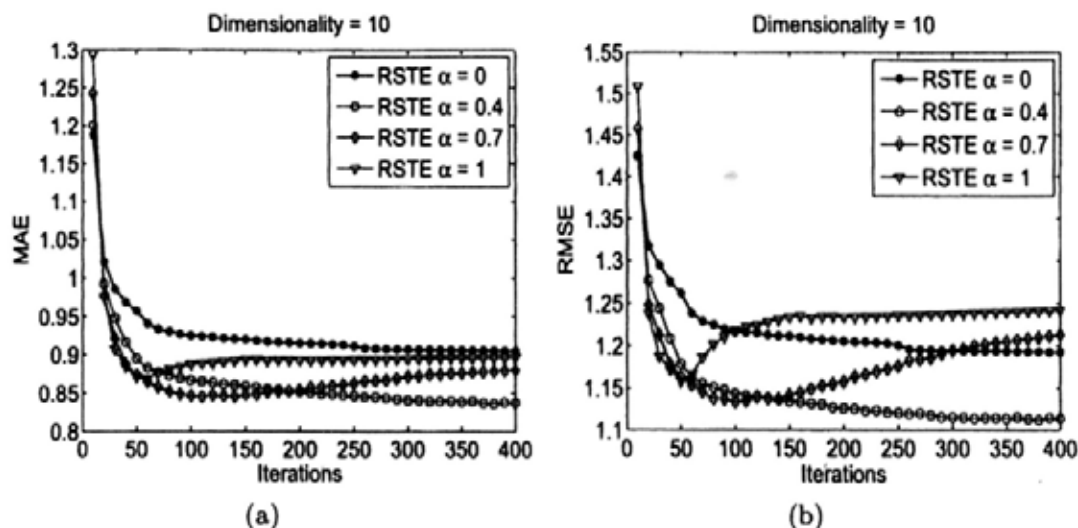 Dimensionality = 10
1.3
1.25
1.2
1.15
1.1
1.05
1
0.95
0.9
0.85
0.8
MAE
RSTE α = 0
RSTE α = 0.4
RSTE α = 0.7
RSTE α = 1
0 50 100 150 200 250 300 350 400
Iterations
(a)
Dimensionality = 10
1.55
1.5
1.45
1.4
1.35
1.3
1.25
1.2
1.15
1.1
RMSE
RSTE α = 0
RSTE α = 0.4
RSTE α = 0.7
RSTE α = 1
0 50 100 150 200 250 300 350 400
Iterations
(b)